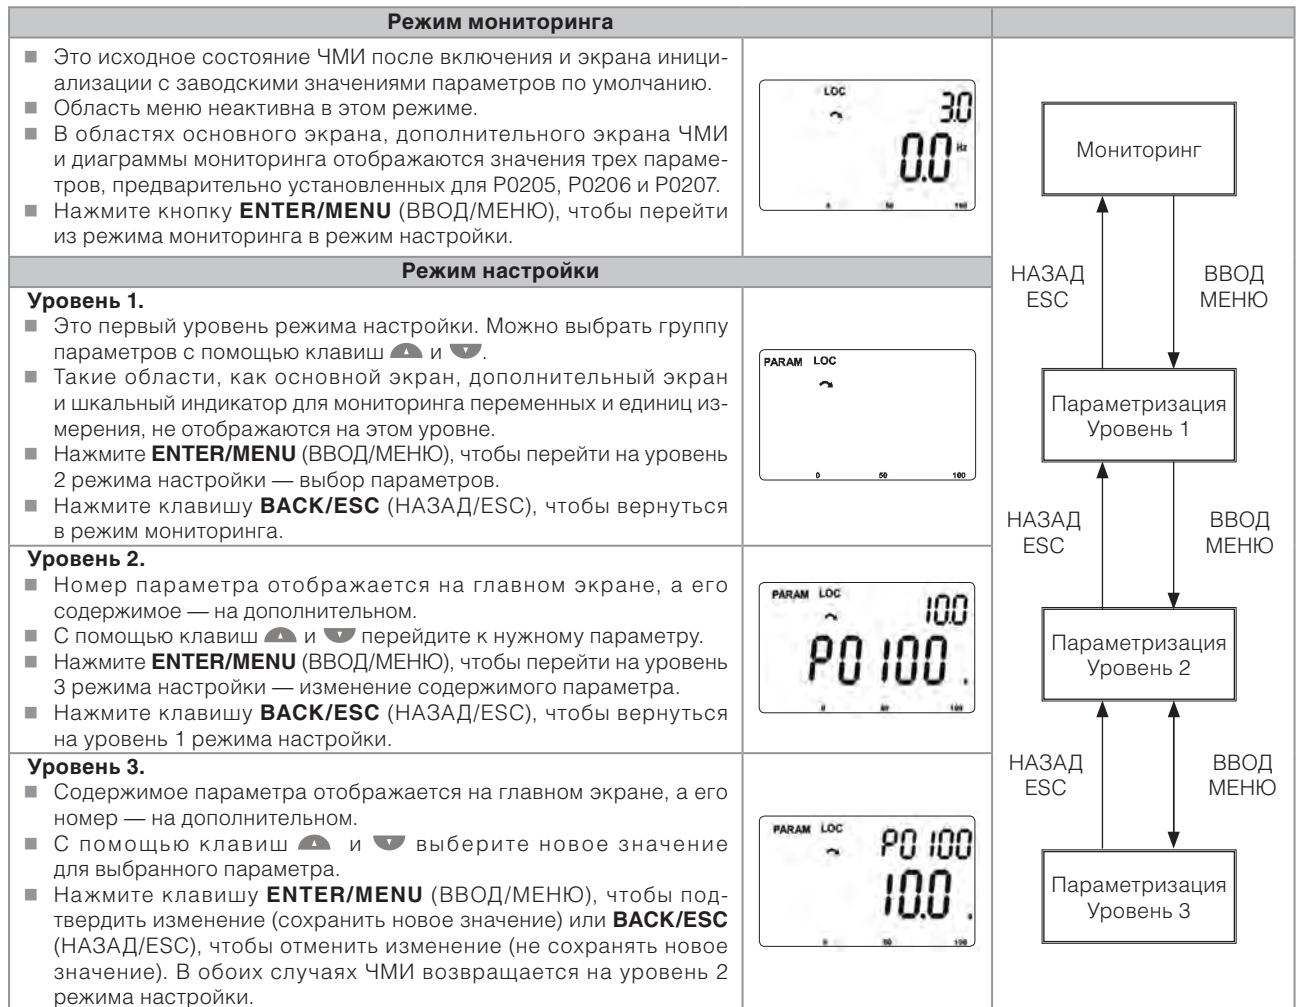 Режим мониторинга
■ Это исходное состояние ЧМИ после включения и экрана иници-
ализации с заводскими значениями параметров по умолчанию.
■ Область меню неактивна в этом режиме.
■ В областях основного экрана, дополнительного экрана ЧМИ
и диаграммы мониторинга отображаются значения трех параме-
тров, предварительно установленных для P0205, P0206 и P0207.
■ Нажмите кнопку ENTER/MENU (ВВОД/МЕНЮ), чтобы перейти
из режима мониторинга в режим настройки.
LOC
3.0
0.0 Hz
0 50 100
Режим настройки
Уровень 1.
■ Это первый уровень режима настройки. Можно выбрать группу
параметров с помощью клавиш и .
■ Такие области, как основной экран, дополнительный экран
и шкальный индикатор для мониторинга переменных и единиц из-
мерения, не отображаются на этом уровне.
■ Нажмите ENTER/MENU (ВВОД/МЕНЮ), чтобы перейти на уровень
2 режима настройки — выбор параметров.
■ Нажмите клавишу BACK/ESC (НАЗАД/ESC), чтобы вернуться
в режим мониторинга.
PARAM LOC
0 50 100
Уровень 2.
■ Номер параметра отображается на главном экране, а его
содержимое — на дополнительном.
■ С помощью клавиш и перейдите к нужному параметру.
■ Нажмите ENTER/MENU (ВВОД/МЕНЮ), чтобы перейти на уровень
3 режима настройки — изменение содержимого параметра.
■ Нажмите клавишу BACK/ESC (НАЗАД/ESC), чтобы вернуться
на уровень 1 режима настройки.
PARAM LOC
10.0
P0100.
0 50 100
Уровень 3.
■ Содержимое параметра отображается на главном экране, а его
номер — на дополнительном.
■ С помощью клавиш и выберите новое значение
для выбранного параметра.
■ Нажмите клавишу ENTER/MENU (ВВОД/МЕНЮ), чтобы под-
твердить изменение (сохранить новое значение) или BACK/ESC
(НАЗАД/ESC), чтобы отменить изменение (не сохранять новое
значение). В обоих случаях ЧМИ возвращается на уровень 2
режима настройки.
PARAM LOC
P0100
10.0.
0 50 100
Мониторинг
НАЗАД
ESC
ВВОД
МЕНЮ
Параметризация
Уровень 1
НАЗАД
ESC
ВВОД
МЕНЮ
Параметризация
Уровень 2
НАЗАД
ESC
ВВОД
МЕНЮ
Параметризация
Уровень 3